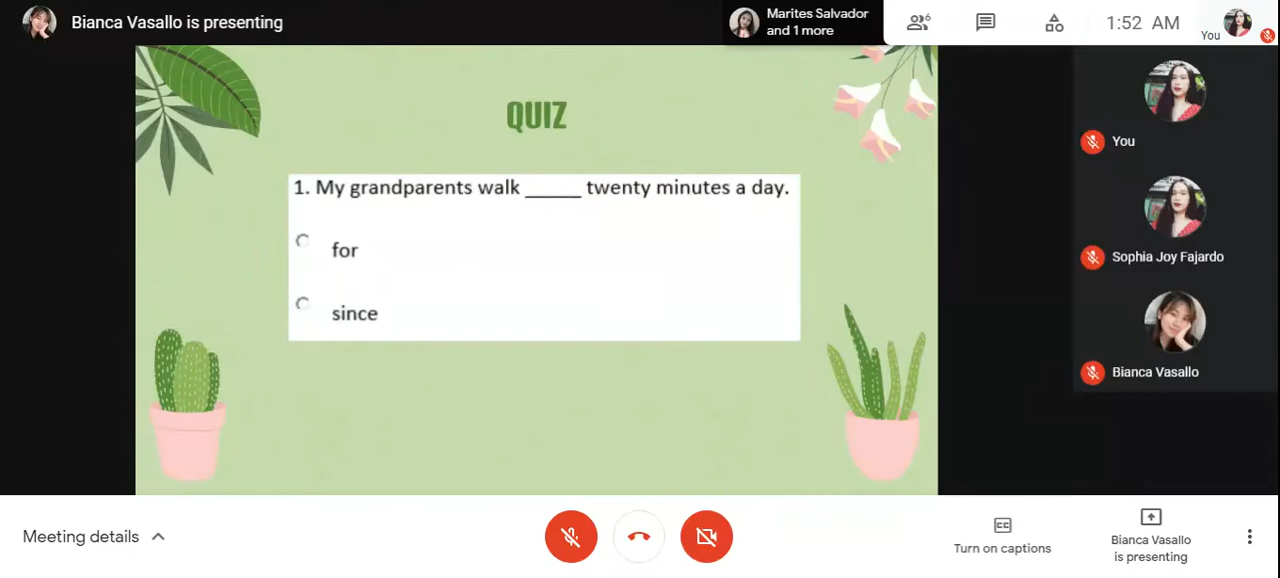 Bianca Vasallo is presenting
Marites Salvador
and 1 more
6
1:52 AM
You
QUIZ
1. My grandparents walk _____ twenty minutes a day.
for
since
You
Sophia Joy Fajardo
Bianca Vasallo
Meeting details
CC
Turn on captions
Bianca Vasallo
is presenting